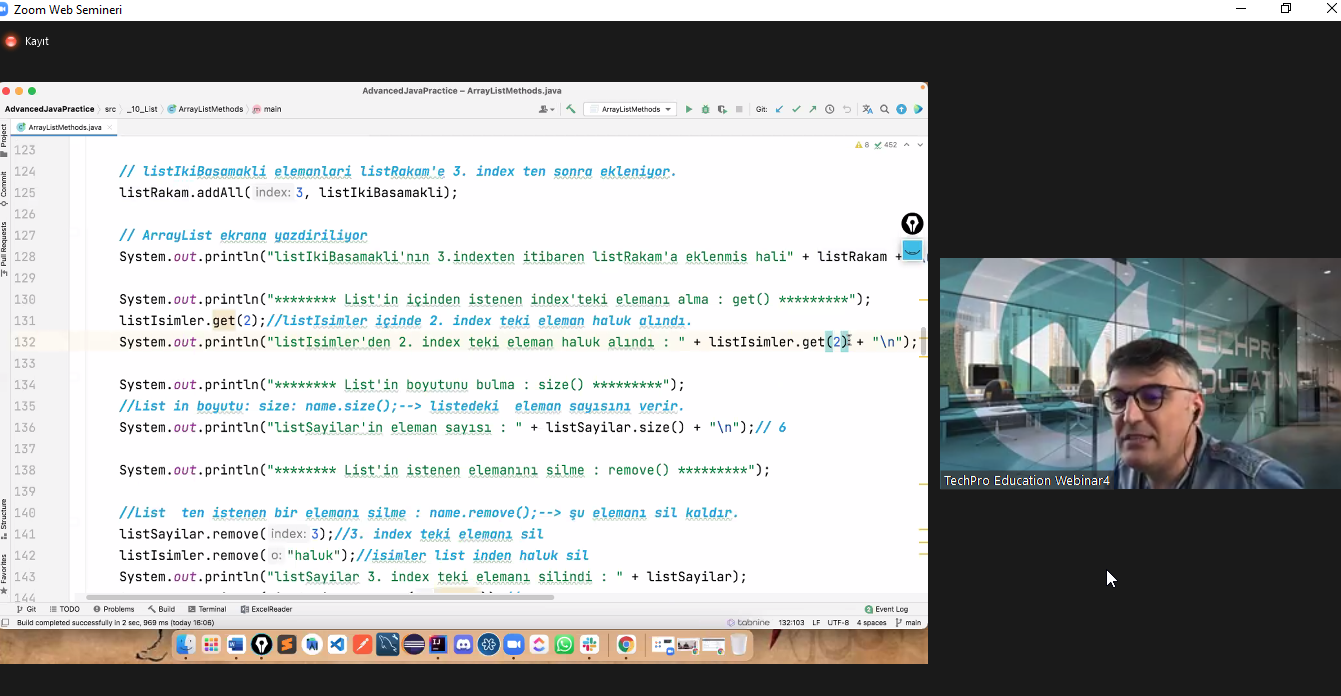 Zoom Web Semineri
Kayıt
AdvancedJavaPractice – ArrayListMethods.java
AdvancedJavaPractice src _10_List ArrayListMethods main
ArrayListMethods
Git:
ArrayListMethods.java
8 452
Project
Commit
Pull Requests
Structure
Favorites
123
124 // listIkiBasamakli elemanlari listRakam'e 3. index ten sonra ekleniyor.
125 listRakam.addAll( index: 3, listIkiBasamakli);
126
127 // ArrayList ekrana yazdiriliyor
128 System.out.println("listIkiBasamakli'nın 3.indexten itibaren listRakam'a eklenmis hali" + listRakam +
129
130 System.out.println("******** List'in içinden istenen index'teki elemanı alma : get() *********");
131 listIsimler.get(2);//listIsimler içinde 2. index teki eleman haluk alındı.
132 System.out.println("listIsimler'den 2. index teki eleman haluk alındı : " + listIsimler.get(2) + "\n");
133
134 System.out.println("******** List'in boyutunu bulma : size() *********");
135 //List in boyutu: size: name.size();--> listedeki  eleman sayısını verir.
136 System.out.println("listSayilar'in eleman sayısı : " + listSayilar.size() + "\n");// 6
137
138 System.out.println("******** List'in istenen elemanını silme : remove() *********");
139
140 //List  ten istenen bir elemanı silme : name.remove();--> şu elemanı sil kaldır.
141 listSayilar.remove( index: 3);//3. index teki elemanı sil
142 listIsimler.remove( o: "haluk");//isimler list inden haluk sil
143 System.out.println("listSayilar 3. index teki elemanı silindi : " + listSayilar);
144
Git TODO Problems Build Terminal ExcelReader Event Log
Build completed successfully in 2 sec, 969 ms (today 16:06) tabnine 132:103 LF UTF-8 4 spaces main
TECHPRO
EDUCATION
TechPro Education Webinar4